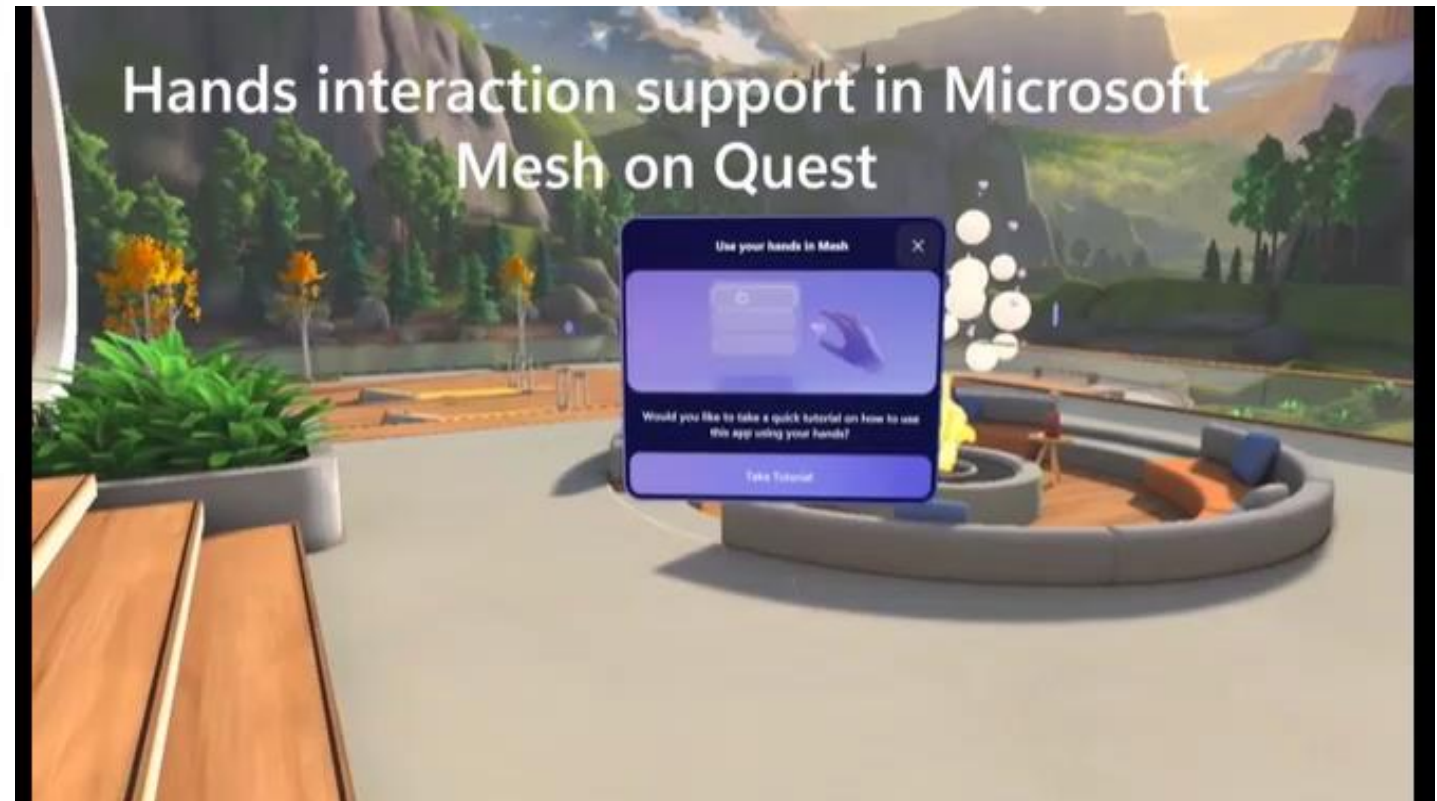 Hands interaction support in Microsoft
Mesh on Quest
Use your hands in Mesh
Would you like to take a quick tutorial on how to use
this app using your hands?
Take Tutorial